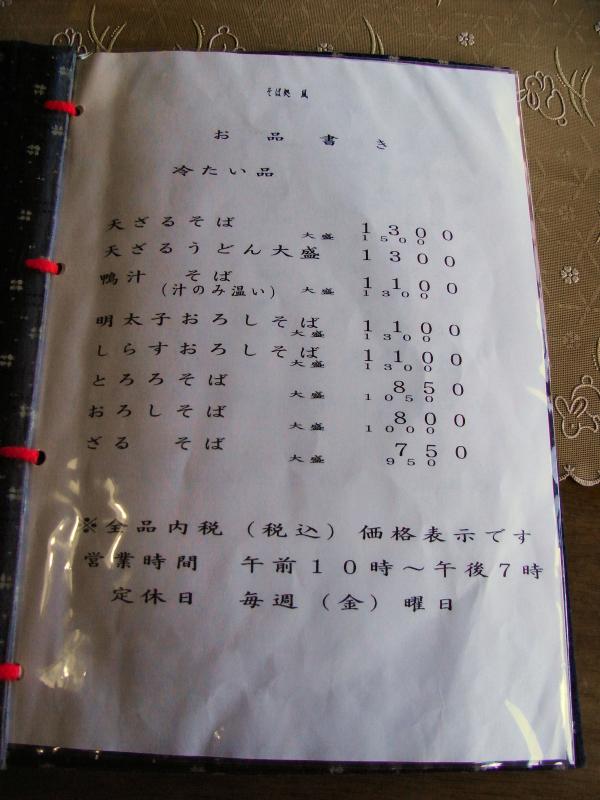 そば処 風
お品書き
冷たい品
天ざるそば 1300
大盛 1500
天ざるうどん大盛 1300
鴨汁 そば 1100
(汁のみ温い) 大盛 1300
明太子おろしそば 1100
大盛 1300
しらすおろしそば 1100
大盛 1300
とろろそば 850
大盛 1050
おろしそば 800
大盛 1000
ざる そば 750
大盛 950
※全品内税(税込)価格表示です
営業時間 午前10時~午後7時
定休日 毎週(金)曜日